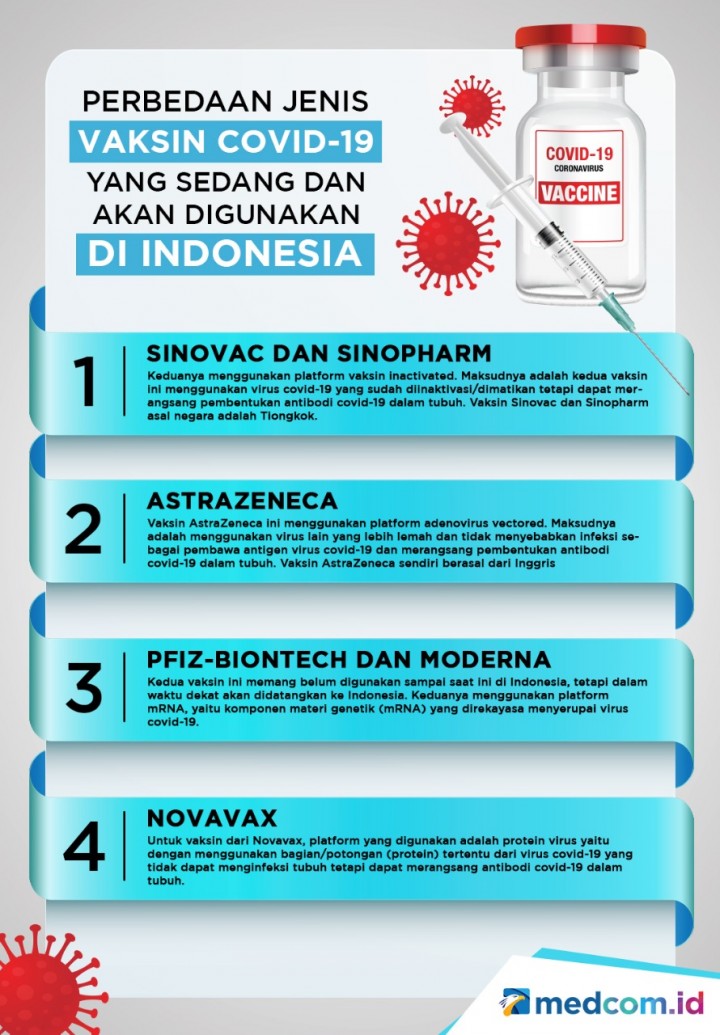 PERBEDAAN JENIS
VAKSIN COVID-19
YANG SEDANG DAN
AKAN DIGUNAKAN
DI INDONESIA
COVID-19
CORONAVIRUS
VACCINE
1
SINOVAC DAN SINOPHARM
Keduanya menggunakan platform vaksin inactivated. Maksudnya adalah kedua vaksin
ini menggunakan virus covid-19 yang sudah diinaktivasi/dimatikan tetapi dapat mer-
angsang pembentukan antibodi covid-19 dalam tubuh. Vaksin Sinovac dan Sinopharm
asal negara adalah Tiongkok.
2
ASTRAZENECA
Vaksin AstraZeneca ini menggunakan platform adenovirus vectored. Maksudnya
adalah menggunakan virus lain yang lebih lemah dan tidak menyebabkan infeksi se-
bagai pembawa antigen virus covid-19 dan merangsang pembentukan antibodi
covid-19 dalam tubuh. Vaksin AstraZeneca sendiri berasal dari Inggris
3
PFIZ-BIONTECH DAN MODERNA
Kedua vaksin ini memang belum digunakan sampai saat ini di Indonesia, tetapi dalam
waktu dekat akan didatangkan ke Indonesia. Keduanya menggunakan platform
mRNA, yaitu komponen materi genetik (mRNA) yang direkayasa menyerupai virus
covid-19.
4
NOVAVAX
Untuk vaksin dari Novavax, platform yang digunakan adalah protein virus yaitu
dengan menggunakan bagian/potongan (protein) tertentu dari virus covid-19 yang
tidak dapat menginfeksi tubuh tetapi dapat merangsang antibodi covid-19 dalam
tubuh.
medcom.id